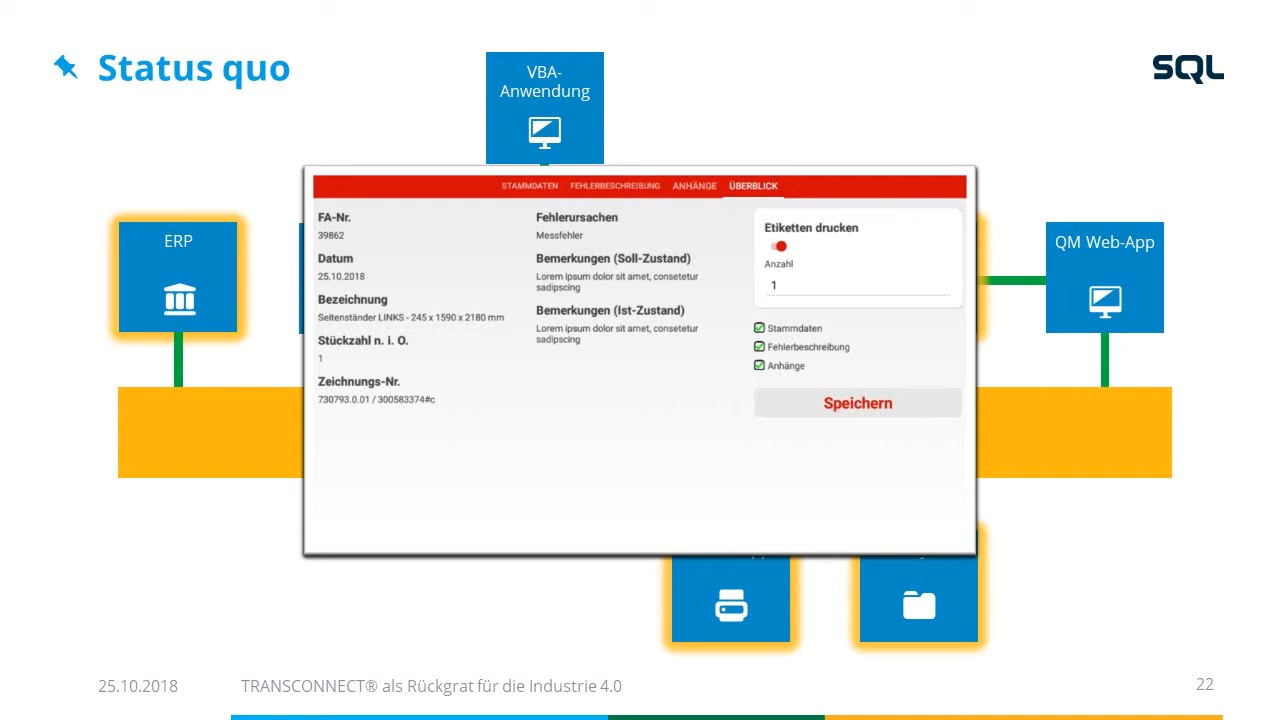 Status quo
VBA-
Anwendung
SQL
ERP
QM Web-App
STAMMDATEN FEHLERBESCHREIBUNG ANHÄNGE ÜBERBLICK
FA-Nr.
39862
Datum
25.10.2018
Bezeichnung
Seitenständer LINKS - 245 x 1590 x 2180 mm
Stückzahl n. i. O.
1
Zeichnungs-Nr.
730793.0.01 / 300583374#c
Fehlerursachen
Messfehler
Bemerkungen (Soll-Zustand)
Lorem ipsum dolor sit amet, consetetur
sadipscing
Bemerkungen (Ist-Zustand)
Lorem ipsum dolor sit amet, consetetur
sadipscing
Etiketten drucken
Anzahl
1
Stammdaten
Fehlerbeschreibung
Anhänge
Speichern
25.10.2018
TRANSCONNECT® als Rückgrat für die Industrie 4.0
22